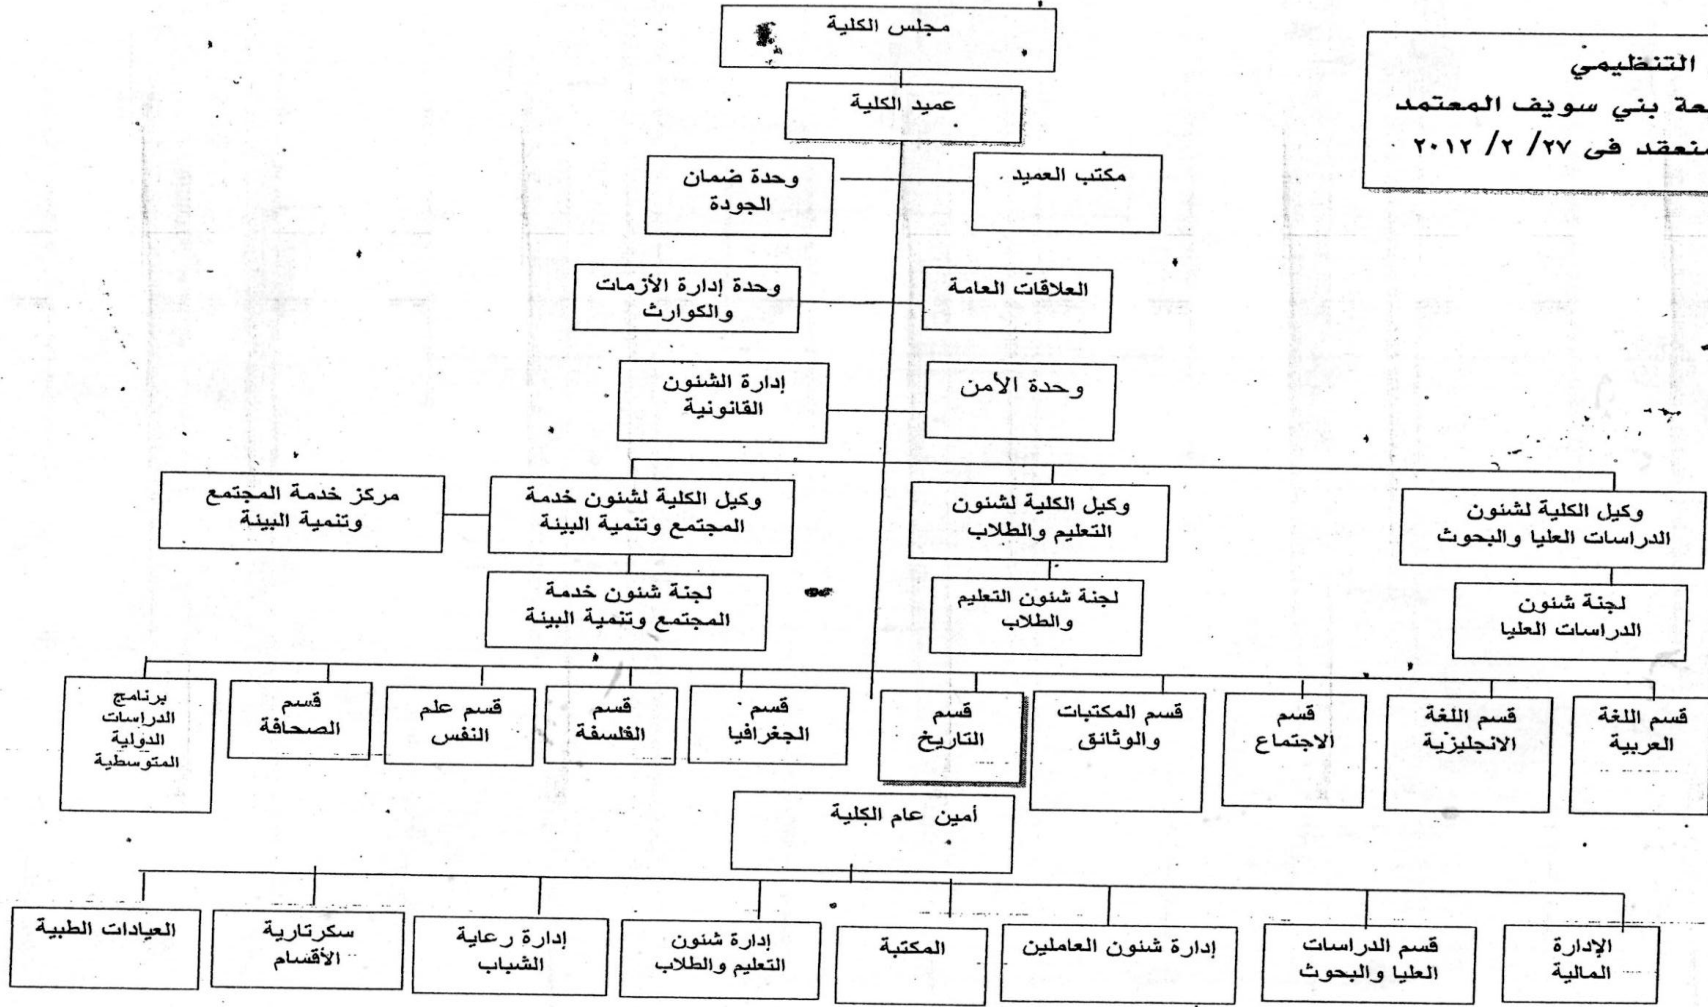 مجلس الكلية
التنظيمي
بني سويف المعتمد
فى ٢٧/ ٢/ ٢٠١٢
عميد الكلية
مكتب العميد
وحدة ضمان
الجودة
العلاقات العامة
وحدة إدارة الأزمات
والكوارث
وحدة الأمن
إدارة الشئون
القانونية
وكيل الكلية لشئون
الدراسات العليا والبحوث
وكيل الكلية لشئون
التعليم والطلاب
وكيل الكلية لشئون خدمة
المجتمع وتنمية البيئة
مركز خدمة المجتمع
وتنمية البيئة
لجنة شئون
الدراسات العليا
لجنة شئون التعليم
والطلاب
لجنة شئون خدمة
المجتمع وتنمية البيئة
قسم اللغة
العربية
قسم اللغة
الانجليزية
قسم
الاجتماع
قسم المكتبات
والوثائق
قسم
التاريخ
قسم
الجغرافيا
قسم
الفلسفة
قسم علم
النفس
قسم
الصحافة
برنامج
الدراسات
الدولية
المتوسطية
أمين عام الكلية
الإدارة
المالية
قسم الدراسات
العليا والبحوث
إدارة شئون العاملين
المكتبة
إدارة شئون
التعليم والطلاب
إدارة رعاية
الشباب
سكرتارية
الأقسام
العيادات الطبية